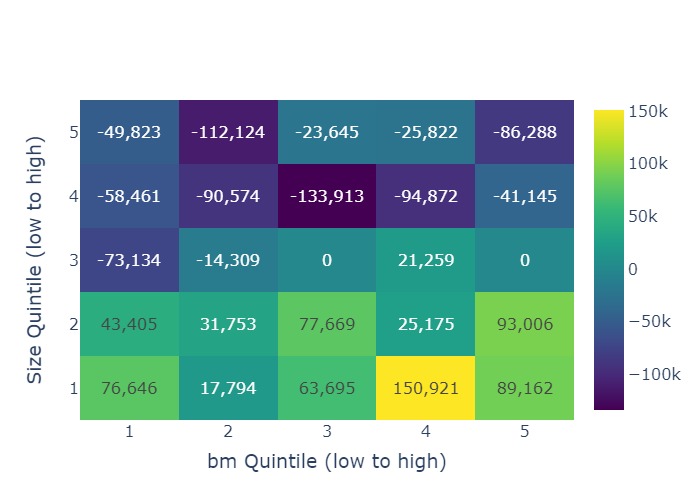 5 -49,823 -112,124 -23,645 -25,822 -86,288
4 -58,461 -90,574 -133,913 -94,872 -41,145
3 -73,134 -14,309 0 21,259 0
2 43,405 31,753 77,669 25,175 93,006
1 76,646 17,794 63,695 150,921 89,162
1 2 3 4 5
bm Quintile (low to high)
Size Quintile (low to high)
150k
100k
50k
0
−50k
−100k